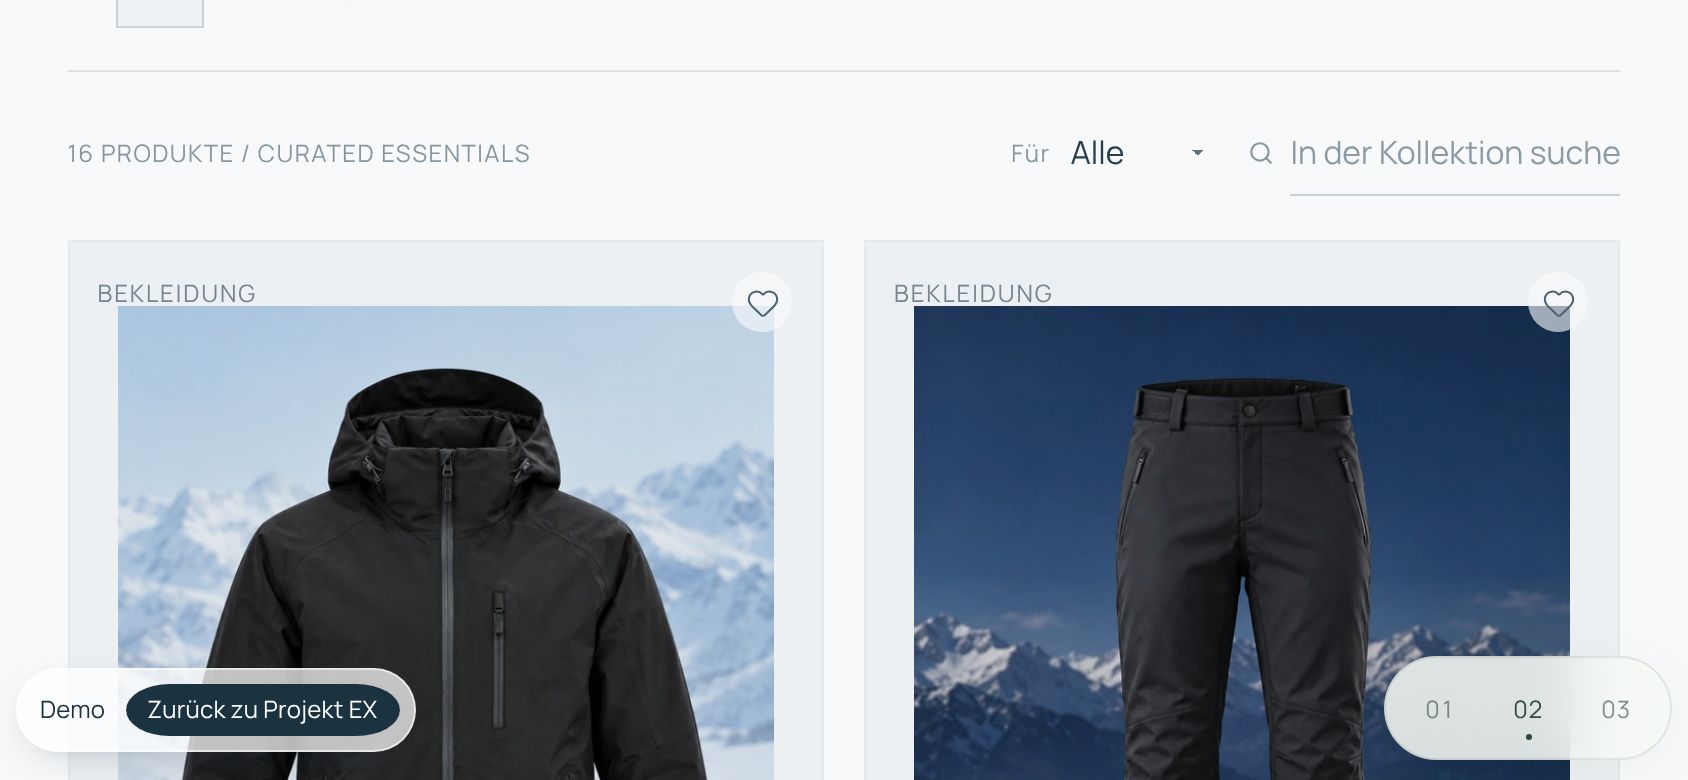 16 PRODUKTE / CURATED ESSENTIALS
Für Alle
In der Kollektion suche
BEKLEIDUNG
BEKLEIDUNG
Demo Zurück zu Projekt EX
01 02 03